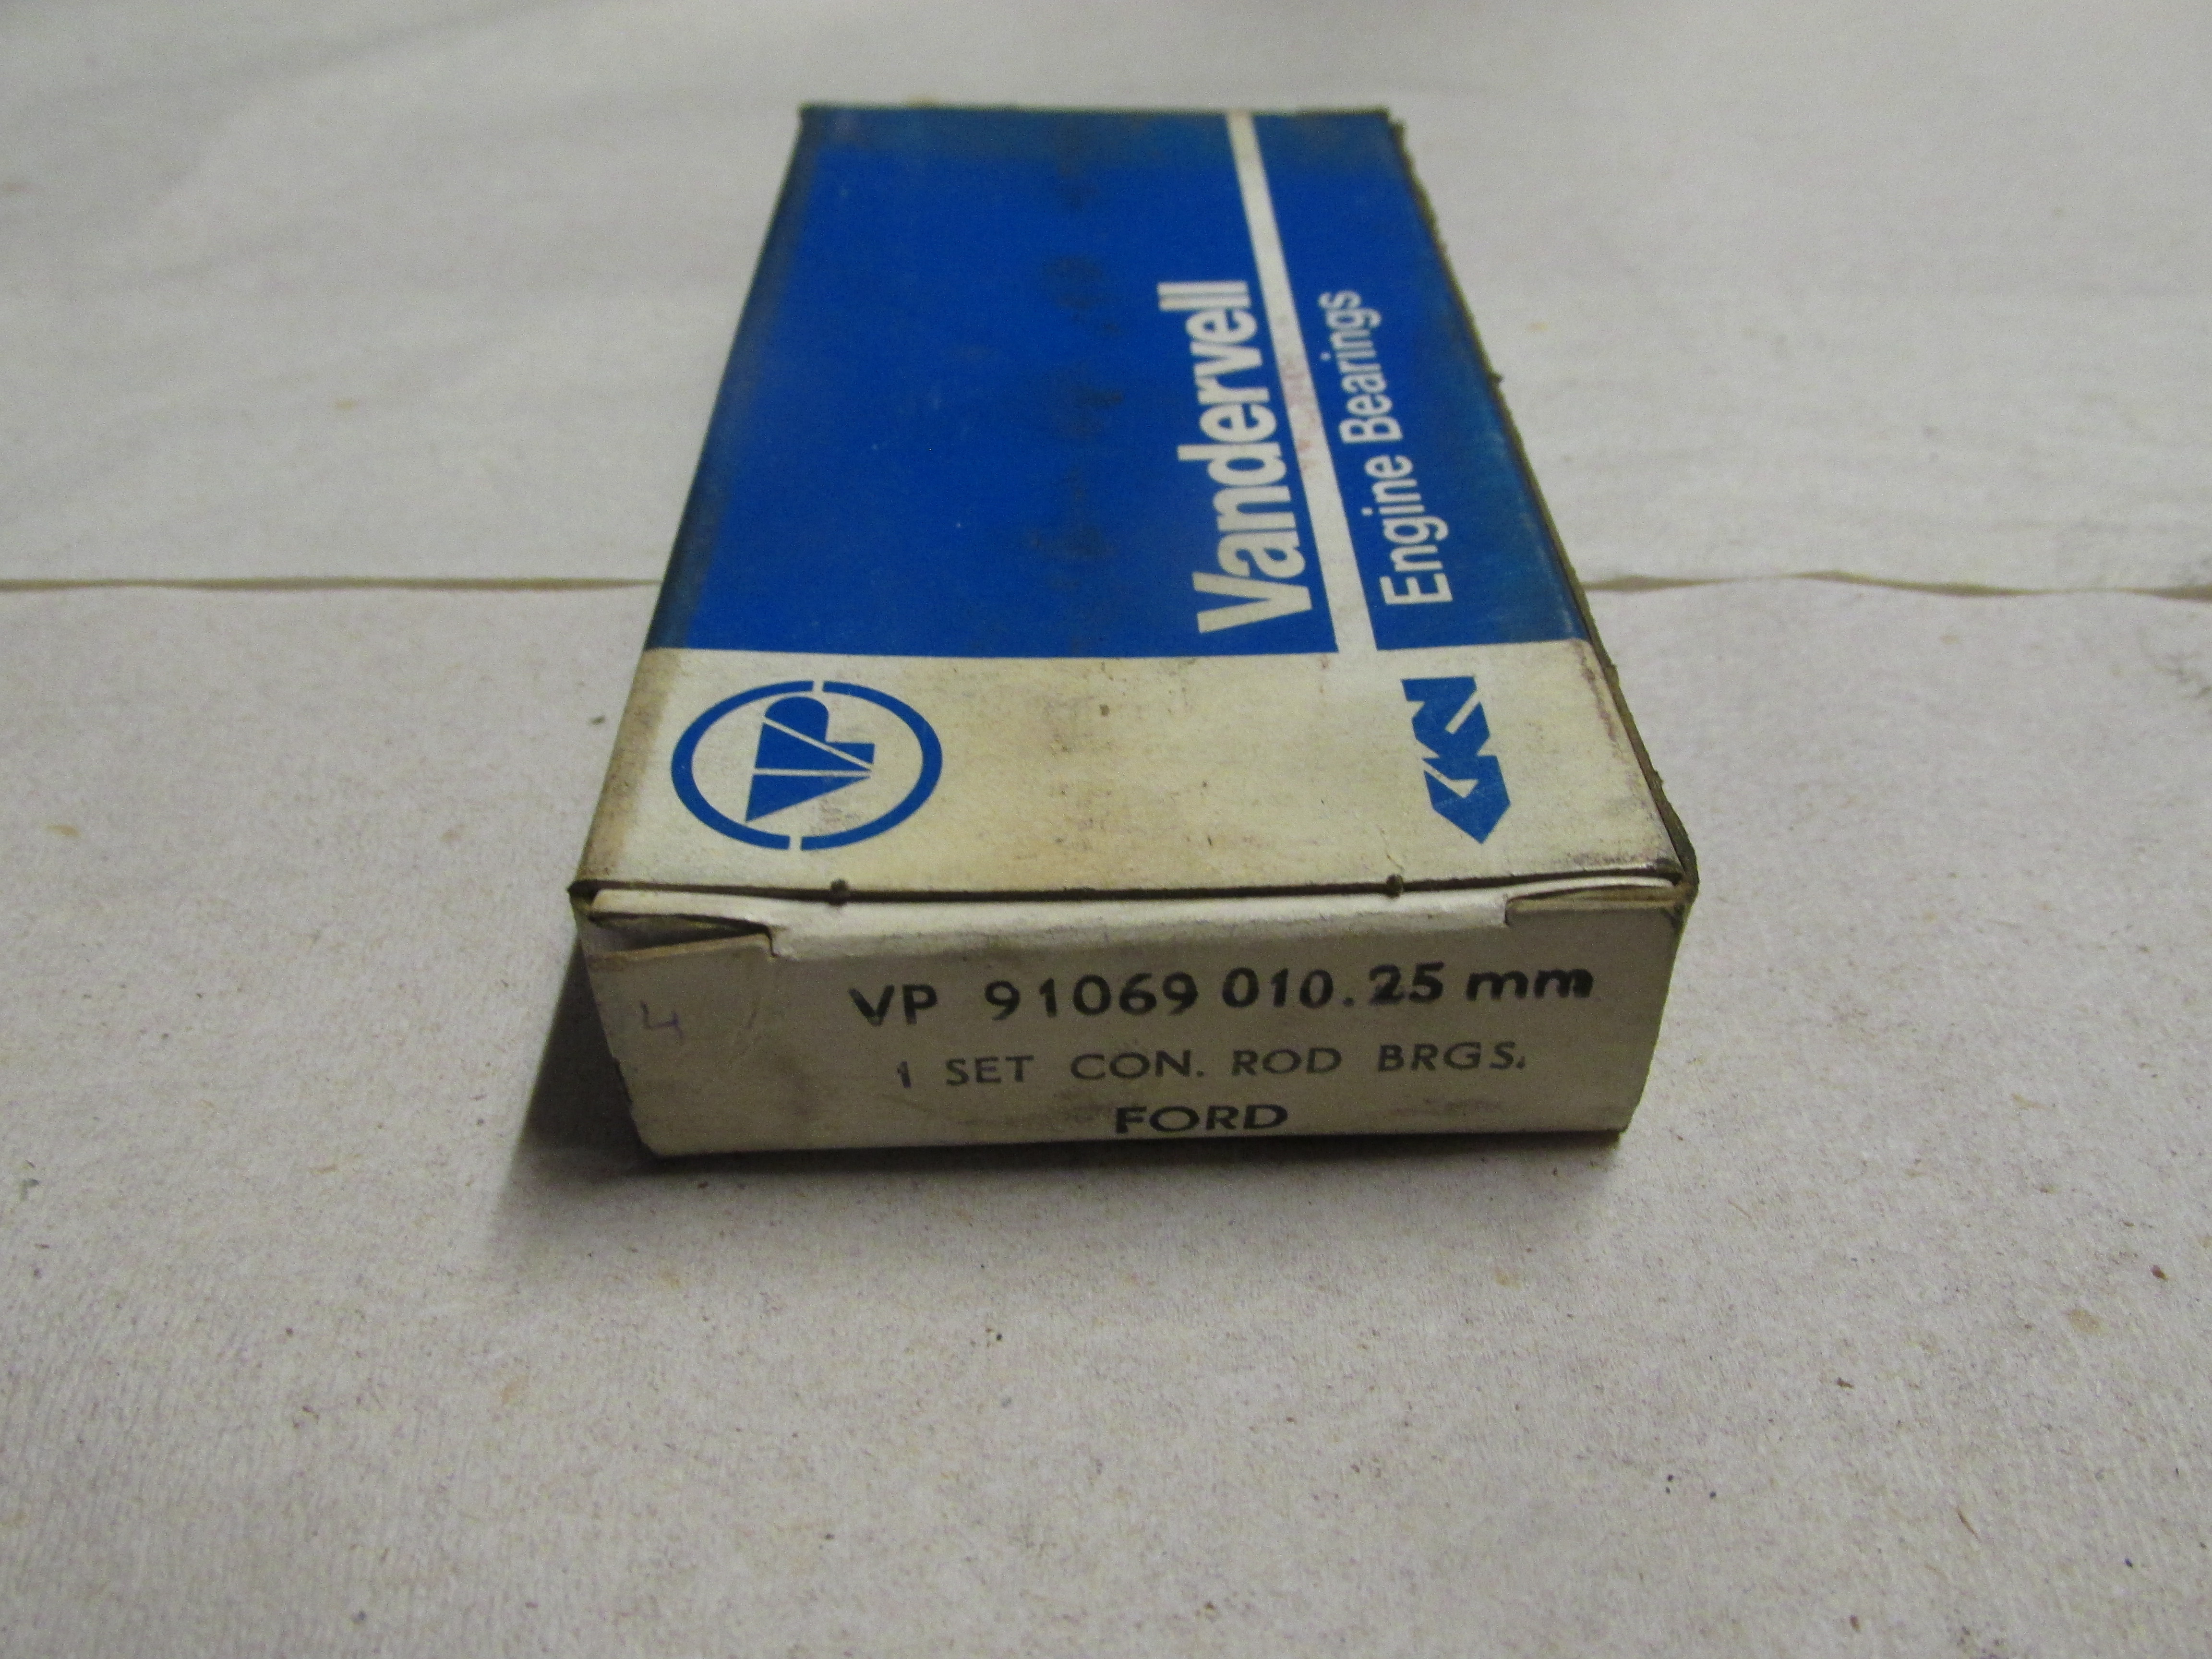 Vandervell
Engine Bearings
VP
GKN
VP 91069 010.25 mm
1 SET CON. ROD BRGS.
FORD
4